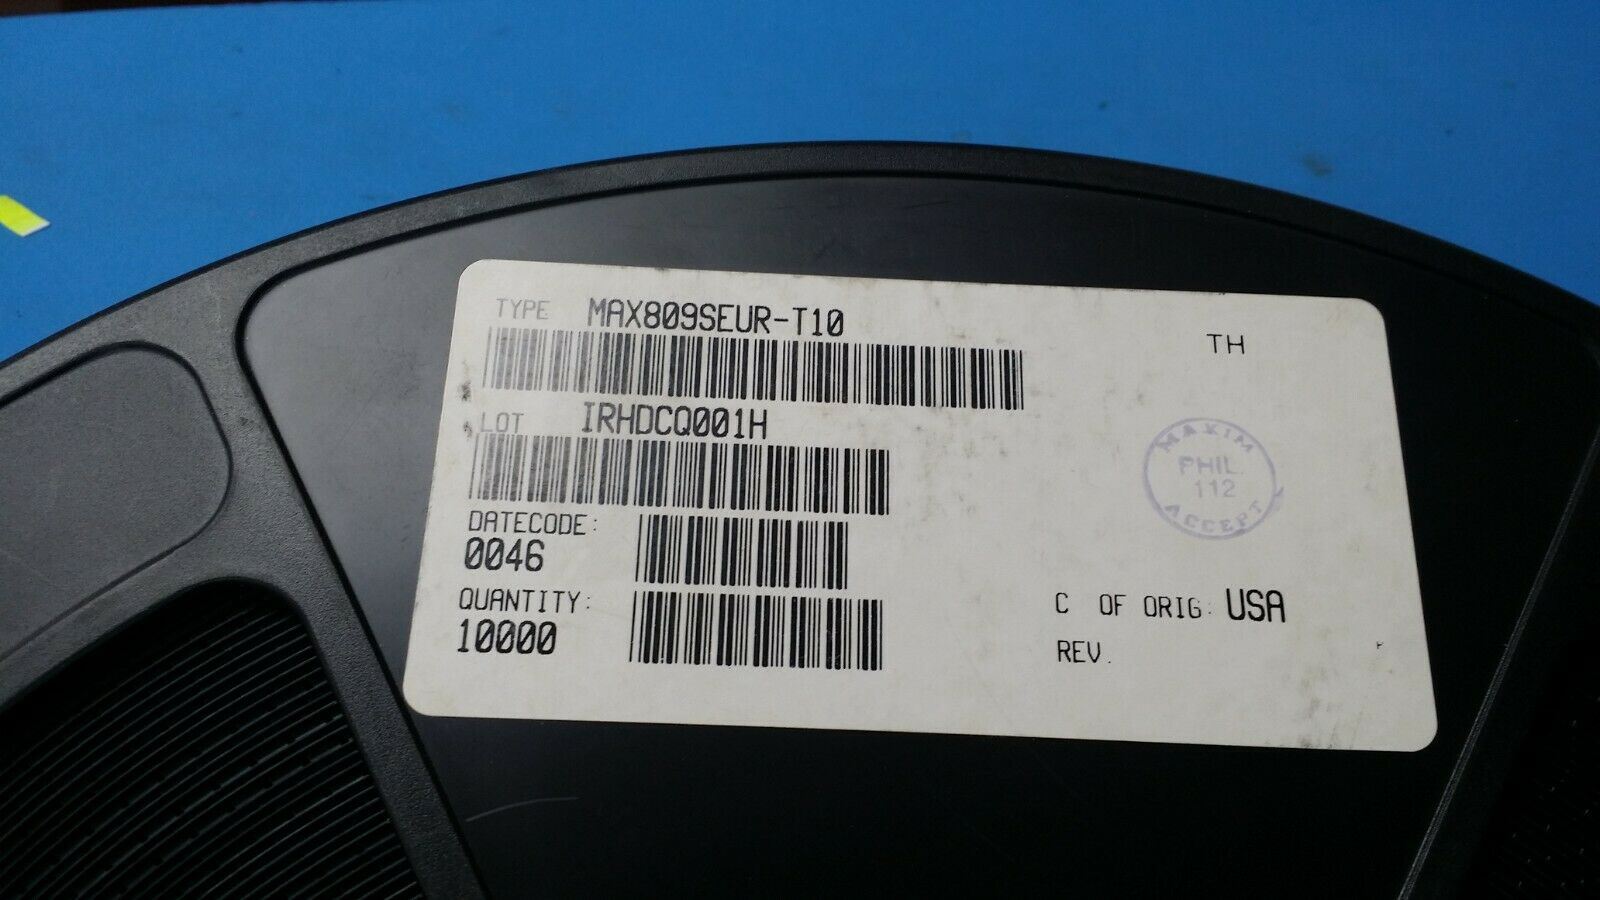 TYPE MAX809SEUR-T10
TH
LOT IRHDCQ001H
MAXIM
PHIL.
112
ACCEPT
DATECODE:
0046
QUANTITY:
10000
C OF ORIG: USA
REV.